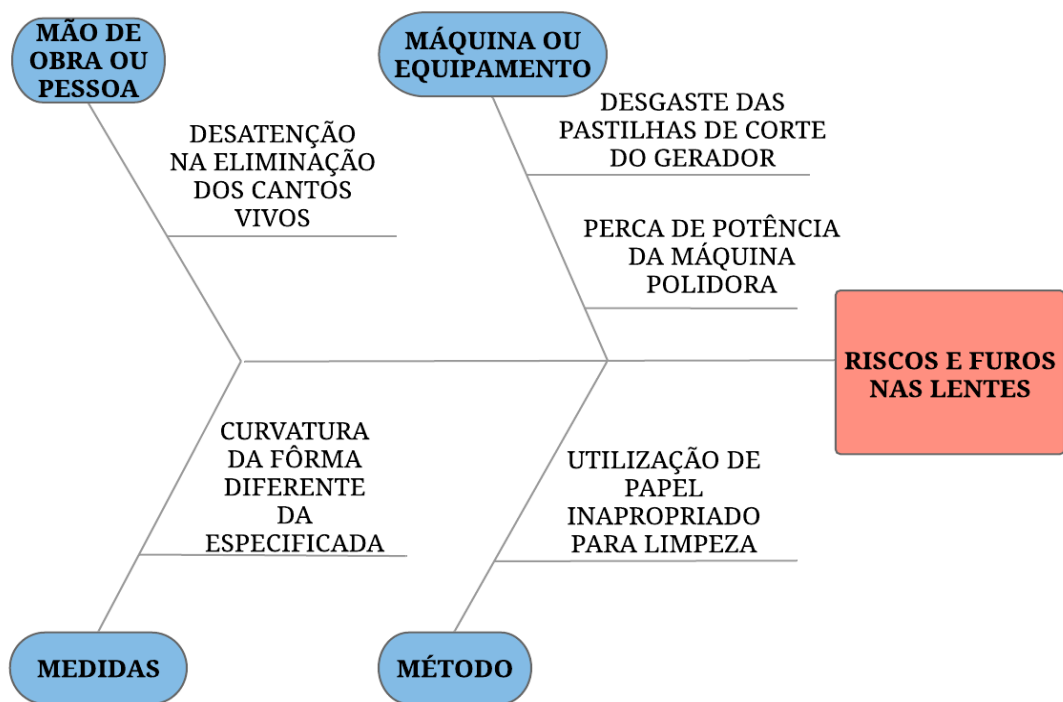 MÃO DE
OBRA OU
PESSOA
DESATENÇÃO
NA ELIMINAÇÃO
DOS CANTOS
VIVOS
MÁQUINA OU
EQUIPAMENTO
DESGASTE DAS
PASTILHAS DE CORTE
DO GERADOR
PERCA DE POTÊNCIA
DA MÁQUINA
POLIDORA
RISCOS E FUROS
NAS LENTES
CURVATURA
DA FÔRMA
DIFERENTE
DA
ESPECIFICADA
MEDIDAS
UTILIZAÇÃO DE
PAPEL
INAPROPRIADO
PARA LIMPEZA
MÉTODO